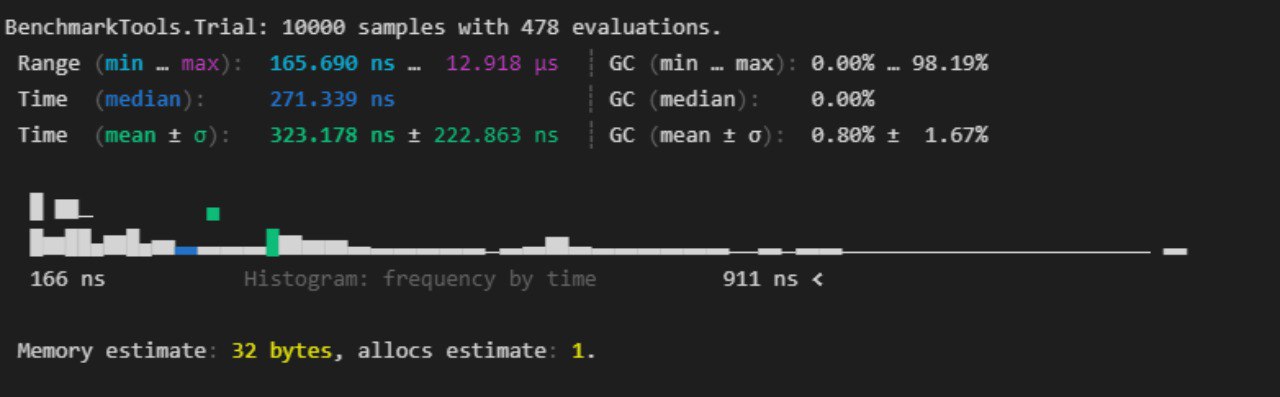 BenchmarkTools.Trial: 10000 samples with 478 evaluations.
Range (min … max): 165.690 ns … 12.918 μs ┊ GC (min … max): 0.00% … 98.19%
Time (median): 271.339 ns ┊ GC (median): 0.00%
Time (mean ± σ): 323.178 ns ± 222.863 ns ┊ GC (mean ± σ): 0.80% ± 1.67%
166 ns Histogram: frequency by time 911 ns <
Memory estimate: 32 bytes, allocs estimate: 1.